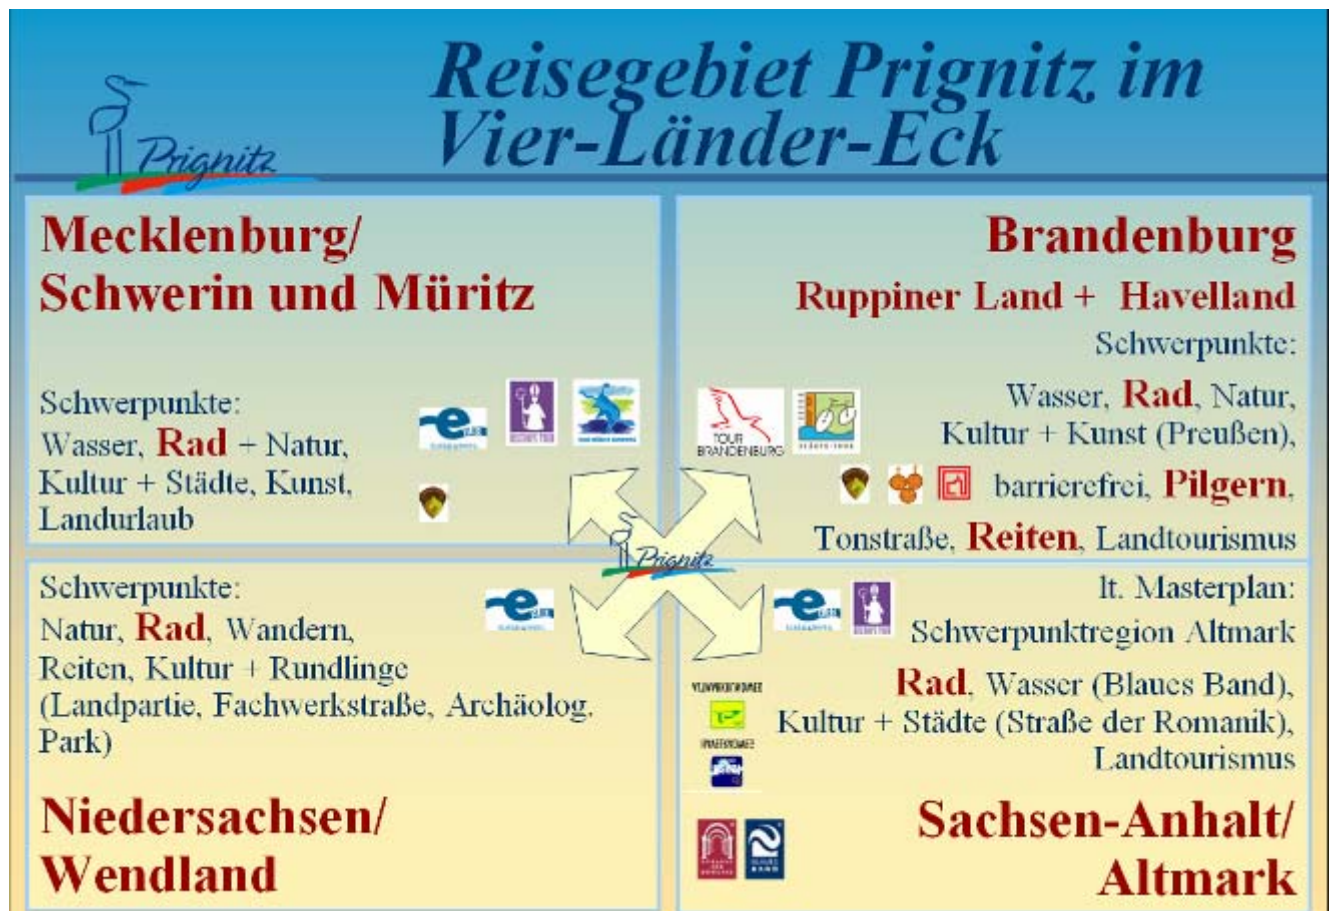 Reisegebiet Prignitz im
Vier-Länder-Eck
Prignitz
Mecklenburg/
Schwerin und Müritz
Schwerpunkte:
Wasser, Rad + Natur,
Kultur + Städte, Kunst,
Landurlaub
Brandenburg
Ruppiner Land + Havelland
Schwerpunkte:
Wasser, Rad, Natur,
Kultur + Kunst (Preußen),
barrierefrei, Pilgern,
Tonstraße, Reiten, Landtourismus
TOUR
BRANDENBURG
Prignitz
Schwerpunkte:
Natur, Rad, Wandern,
Reiten, Kultur + Rundlinge
(Landpartie, Fachwerkstraße, Archäolog.
Park)
Niedersachsen/
Wendland
lt. Masterplan:
Schwerpunktregion Altmark
Rad, Wasser (Blaues Band),
Kultur + Städte (Straße der Romanik),
Landtourismus
Sachsen-Anhalt/
Altmark